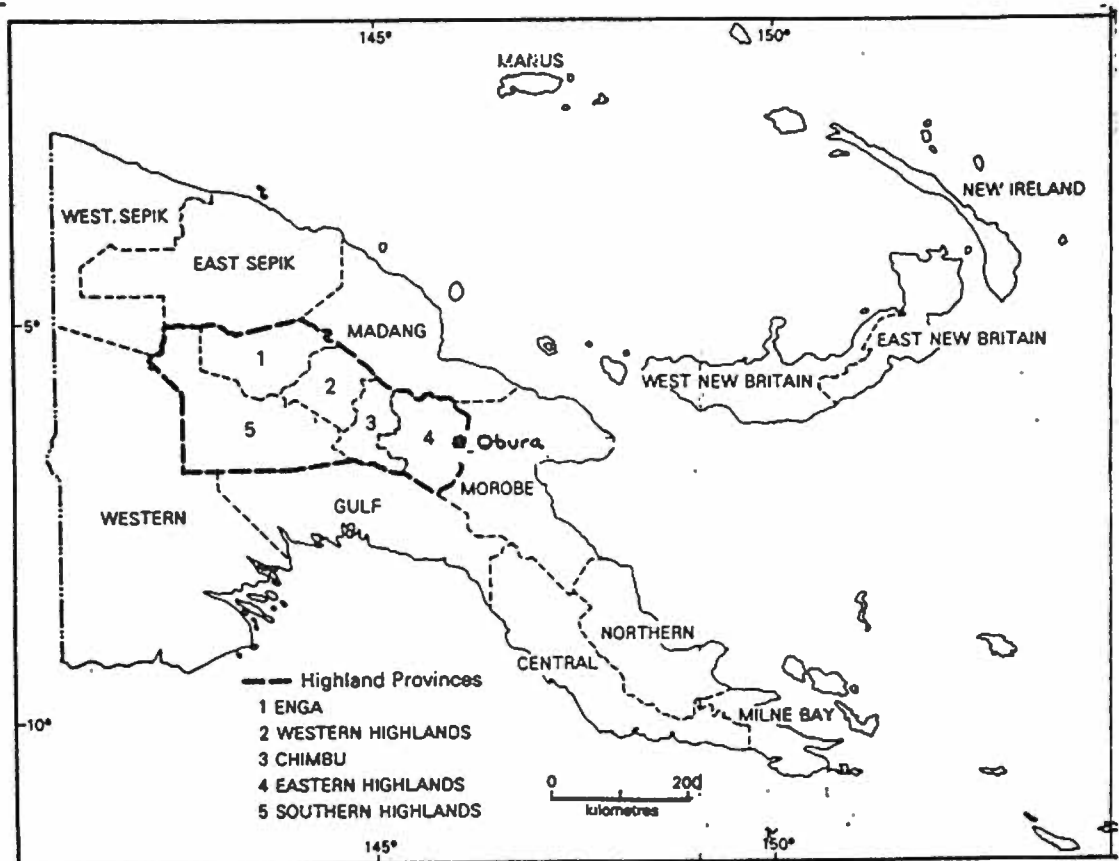 145°
150°
MANUS
NEW IRELAND
WEST. SEPIK
EAST SEPIK
5°
MADANG
EAST NEW BRITAIN
WEST NEW BRITAIN
1
2
3
4
Obura
5
MOROBE
WESTERN
GULF
NORTHERN
CENTRAL
MILNE BAY
10°
Highland Provinces
1 ENGA
2 WESTERN HIGHLANDS
3 CHIMBU
4 EASTERN HIGHLANDS
5 SOUTHERN HIGHLANDS
0 200
kilometres
145°
150°